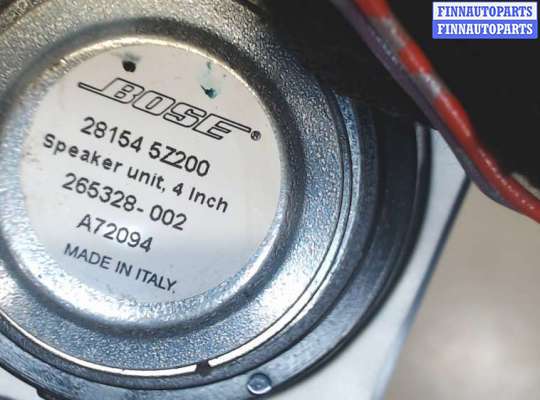 FINNAUTOPARTS
FINNAUTOPARTS
BOSE®
28154 5Z200
Speaker unit, 4 Inch
265328-002
A72094
MADE IN ITALY.